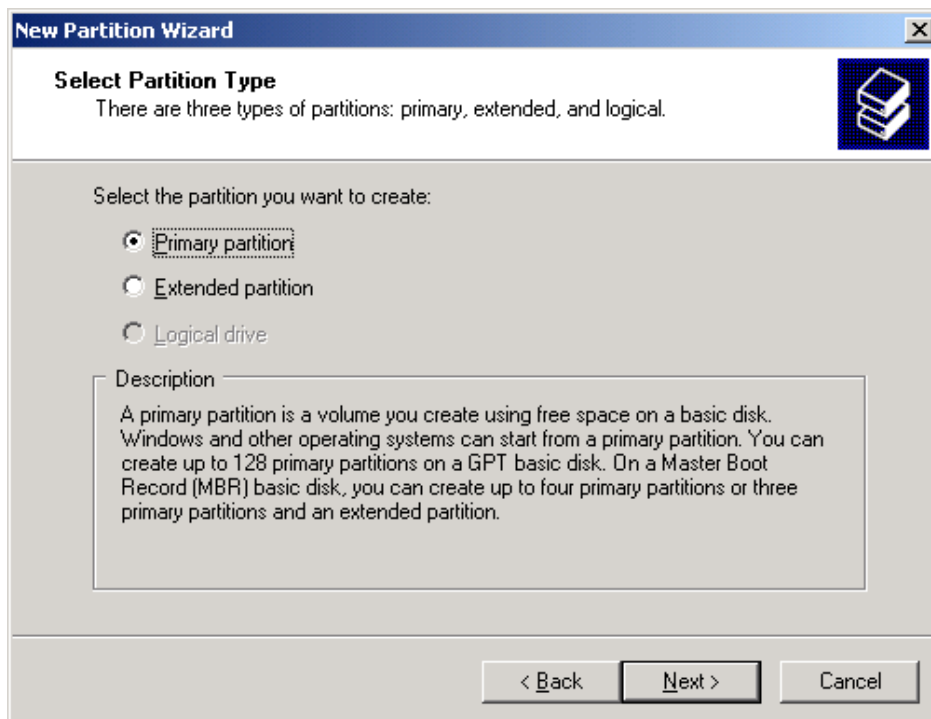 New Partition Wizard
Select Partition Type
There are three types of partitions: primary, extended, and logical.
Select the partition you want to create:
Primary partition
Extended partition
Logical drive
Description
A primary partition is a volume you create using free space on a basic disk.
Windows and other operating systems can start from a primary partition. You can
create up to 128 primary partitions on a GPT basic disk. On a Master Boot
Record (MBR) basic disk, you can create up to four primary partitions or three
primary partitions and an extended partition.
< Back Next > Cancel